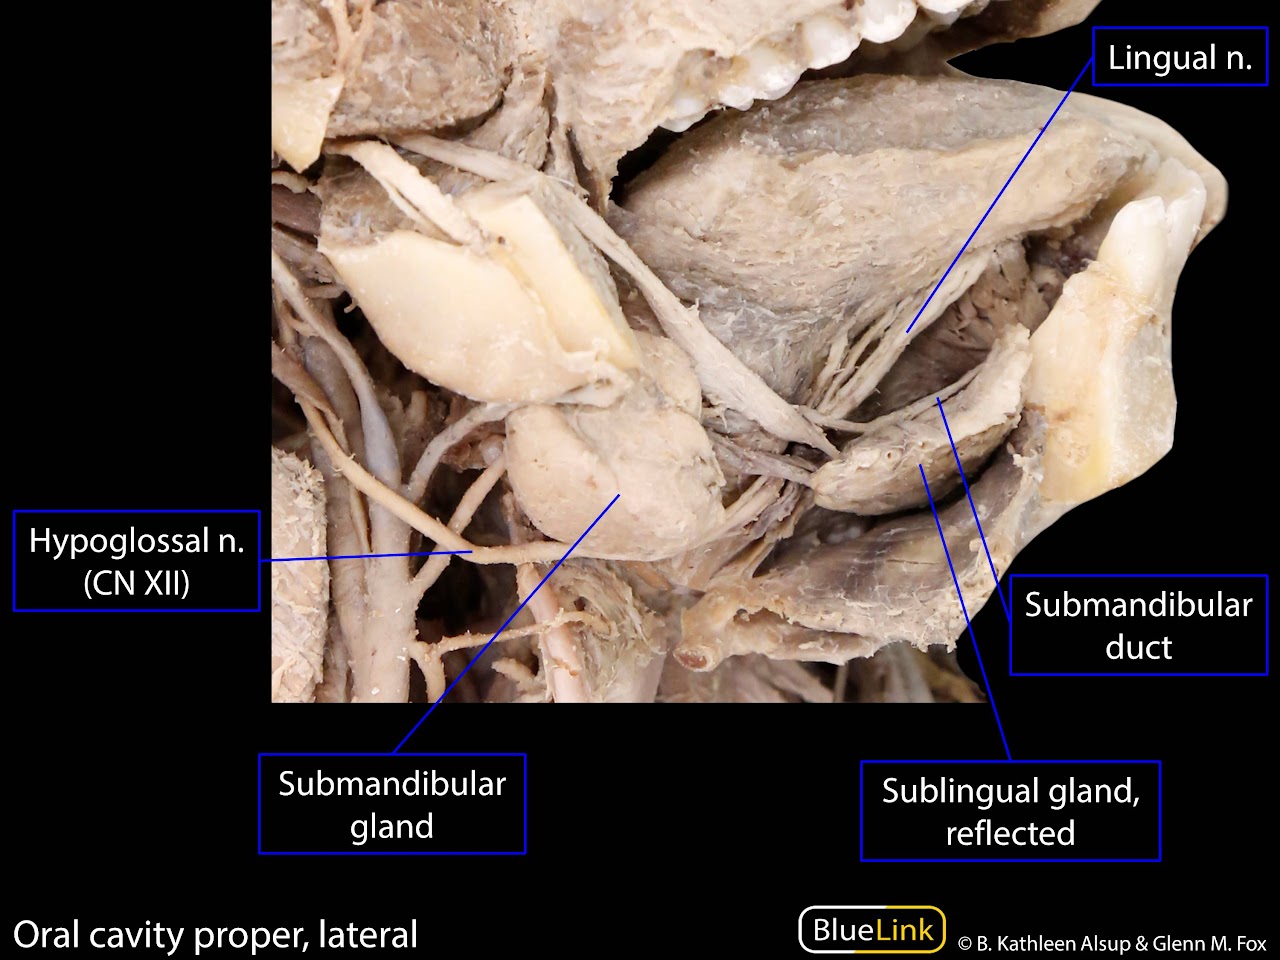 Lingual n.
Hypoglossal n.
(CN XII)
Submandibular
duct
Submandibular
gland
Sublingual gland,
reflected
Oral cavity proper, lateral
BlueLink
© B. Kathleen Alsup & Glenn M. Fox